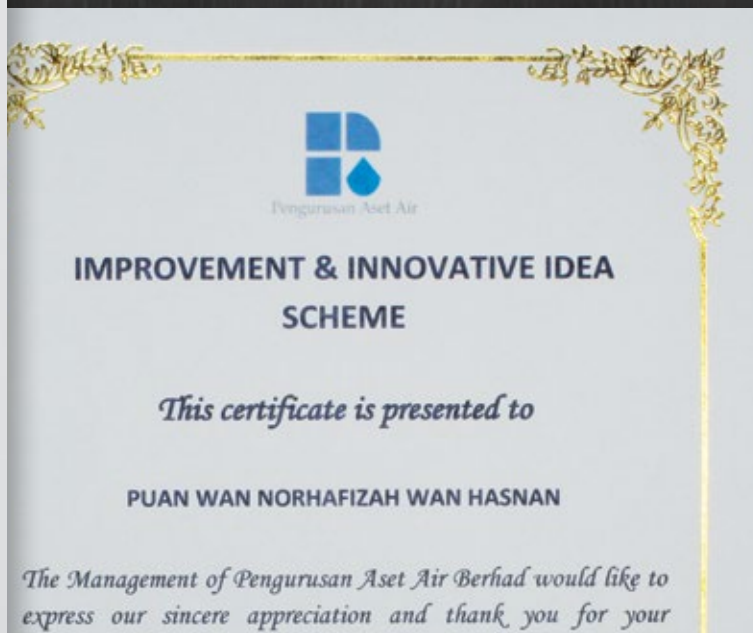 Pengurusan Aset Air
IMPROVEMENT & INNOVATIVE IDEA
SCHEME
This certificate is presented to
PUAN WAN NORHAFIZAH WAN HASNAN
The Management of Pengurusan Aset Air Berhad would like to
express our sincere appreciation and thank you for your